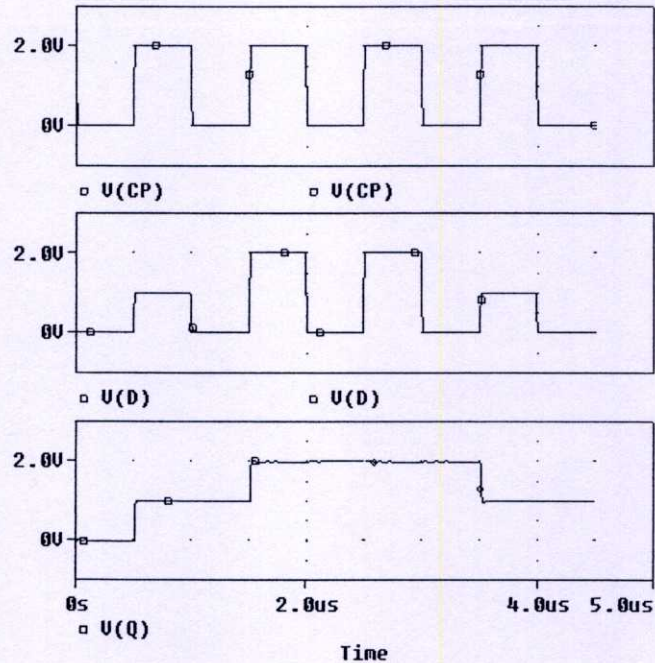 2.0V
0V
V(CP) V(CP)
2.0V
0V
V(D) V(D)
2.0V
0V
0s 2.0us 4.0us 5.0us
V(Q)
Time